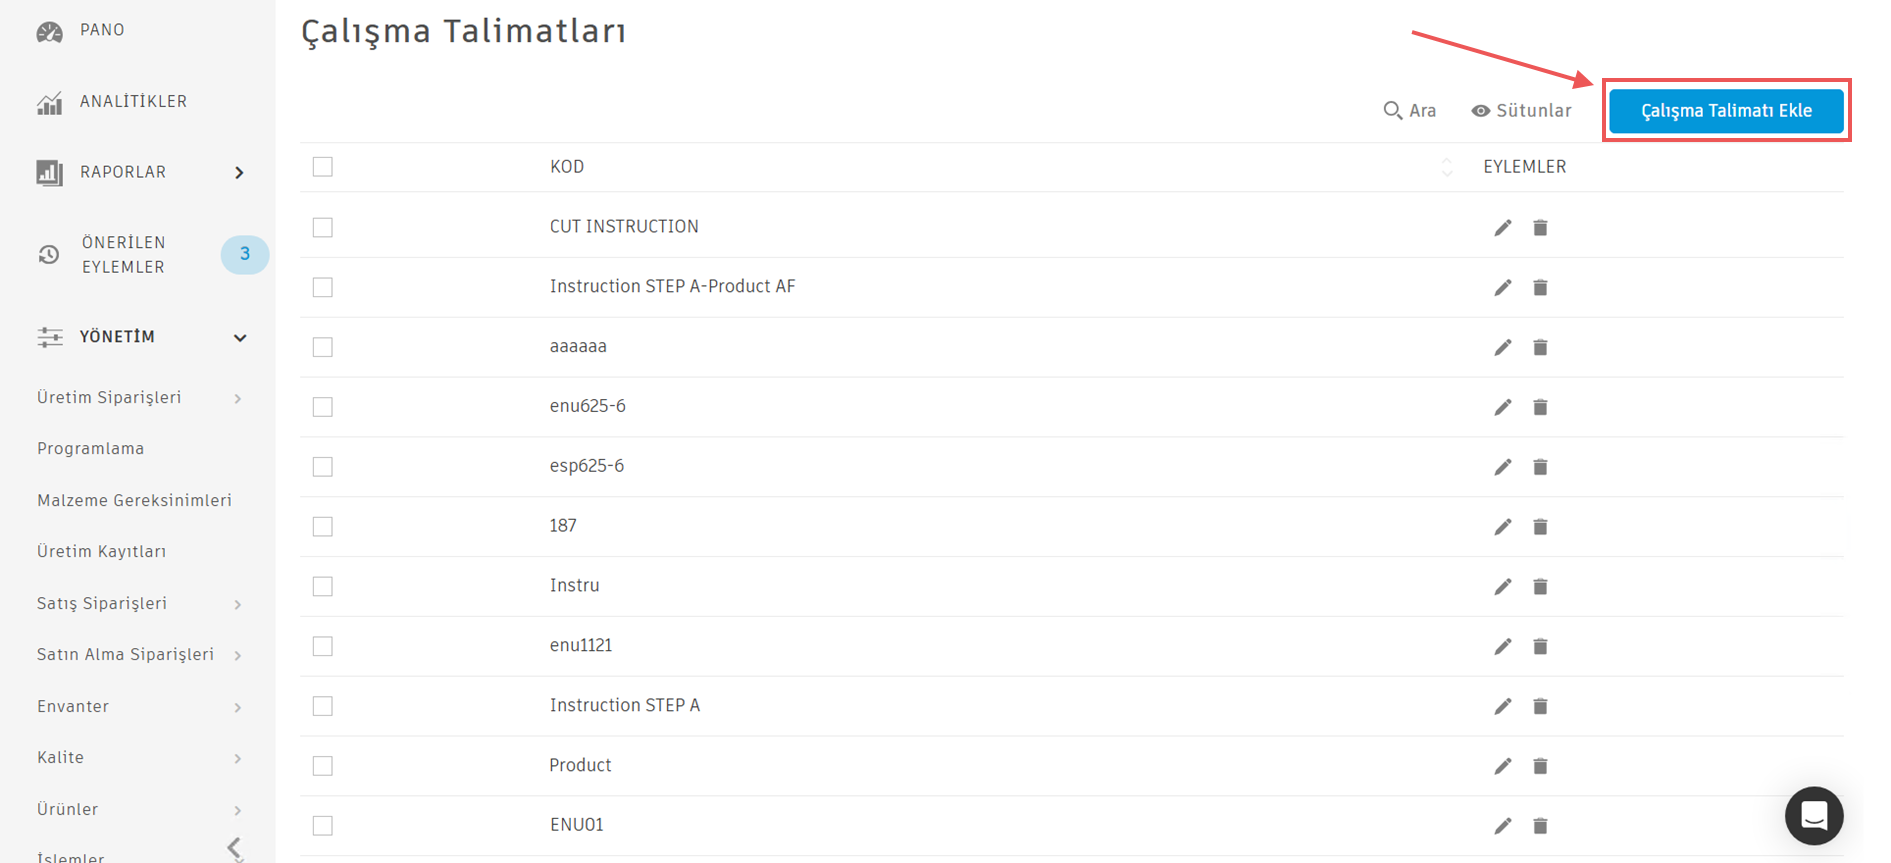 PANO
ANALİTİKLER
RAPORLAR
ÖNERİLEN
EYLEMLER
3
YÖNETİM
Üretim Siparişleri
Programlama
Malzeme Gereksinimleri
Üretim Kayıtları
Satış Siparişleri
Satın Alma Siparişleri
Envanter
Kalite
Ürünler
İşlemler
Çalışma Talimatları
Ara
Sütunlar
Çalışma Talimatı Ekle
KOD
EYLEMLER
CUT INSTRUCTION
Instruction STEP A-Product AF
aaaaaa
enu625-6
esp625-6
187
Instru
enu1121
Instruction STEP A
Product
ENU01